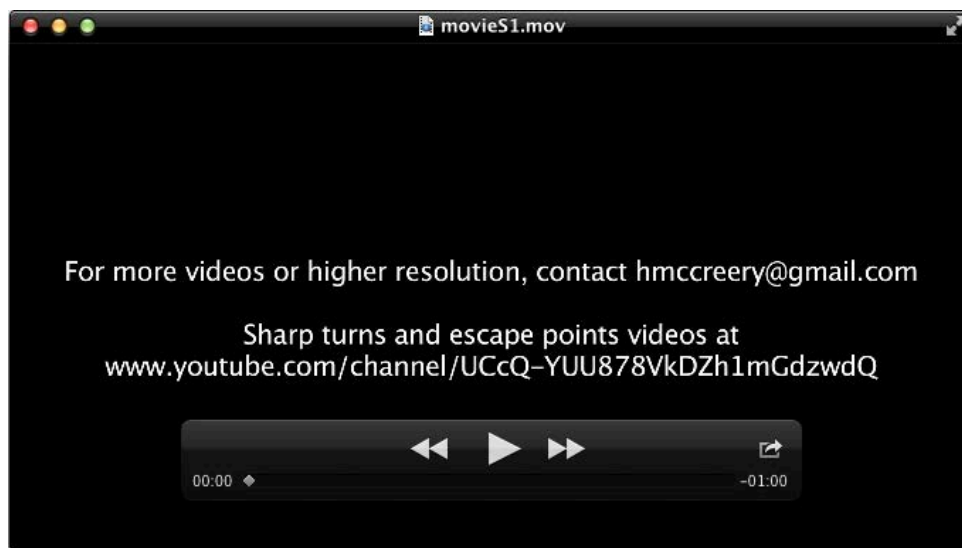 movieS1.mov
For more videos or higher resolution, contact hmccreery@gmail.com
Sharp turns and escape points videos at
www.youtube.com/channel/UCcQ-YUU878VkDZh1mGdzwdQ
00:00
-01:00